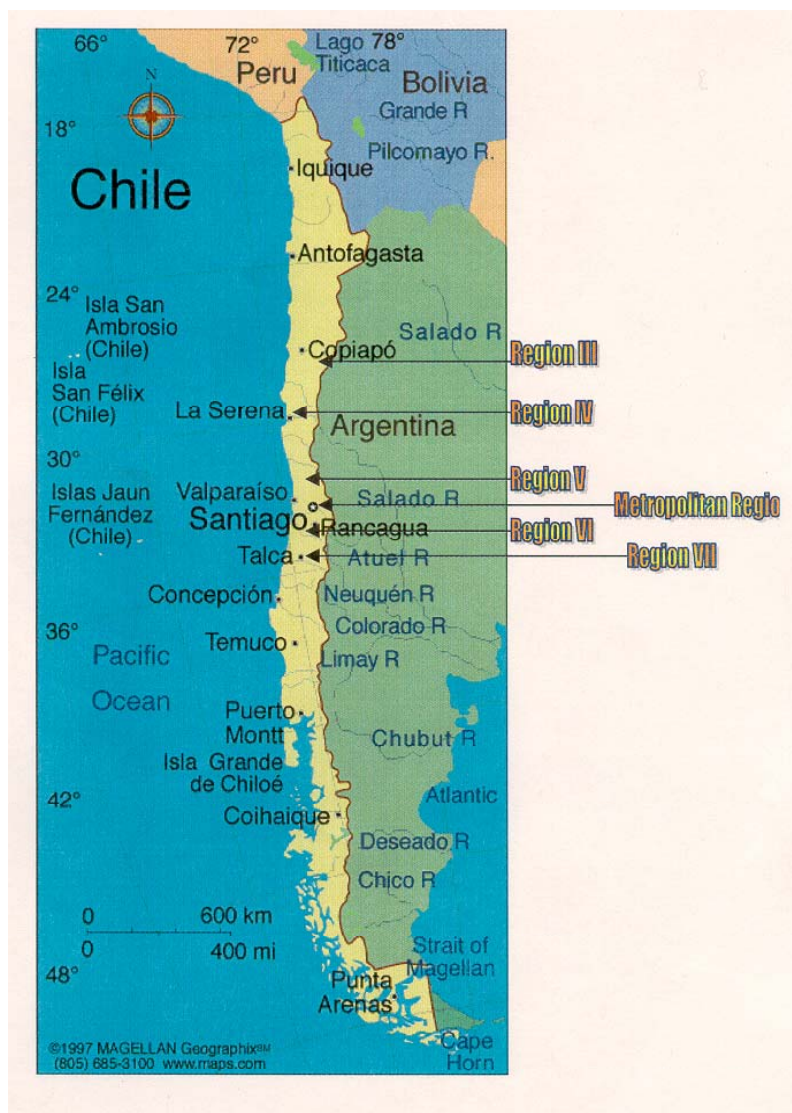 66°
72°
Lago 78°
Titicaca
Peru
Bolivia
N
Grande R
18°
Pilcomayo R.
Iquique
Chile
Antofagasta
24°
Isla San
Ambrosio
(Chile)
Salado R
Copiapó
Region III
Isla
San Félix
(Chile)
La Serena
Region IV
Argentina
30°
Region V
Islas Jaun
Fernández
(Chile)
Valparaíso
Salado R
Metropolitan Regio
Santiago
Rancagua
Region VI
Talca
Atuel R
Region VII
Concepción
Neuquén R
36°
Colorado R
Temuco
Limay R
Pacific
Ocean
Puerto
Montt
Chubut R
Isla Grande
de Chiloé
42°
Atlantic
Coihaique
Deseado R
Chico R
0 600 km
0 400 mi
Strait of
Magellan
48°
Punta
Arenas
©1997 MAGELLAN Geographix℠
(805) 685-3100 www.maps.com
Cape
Horn